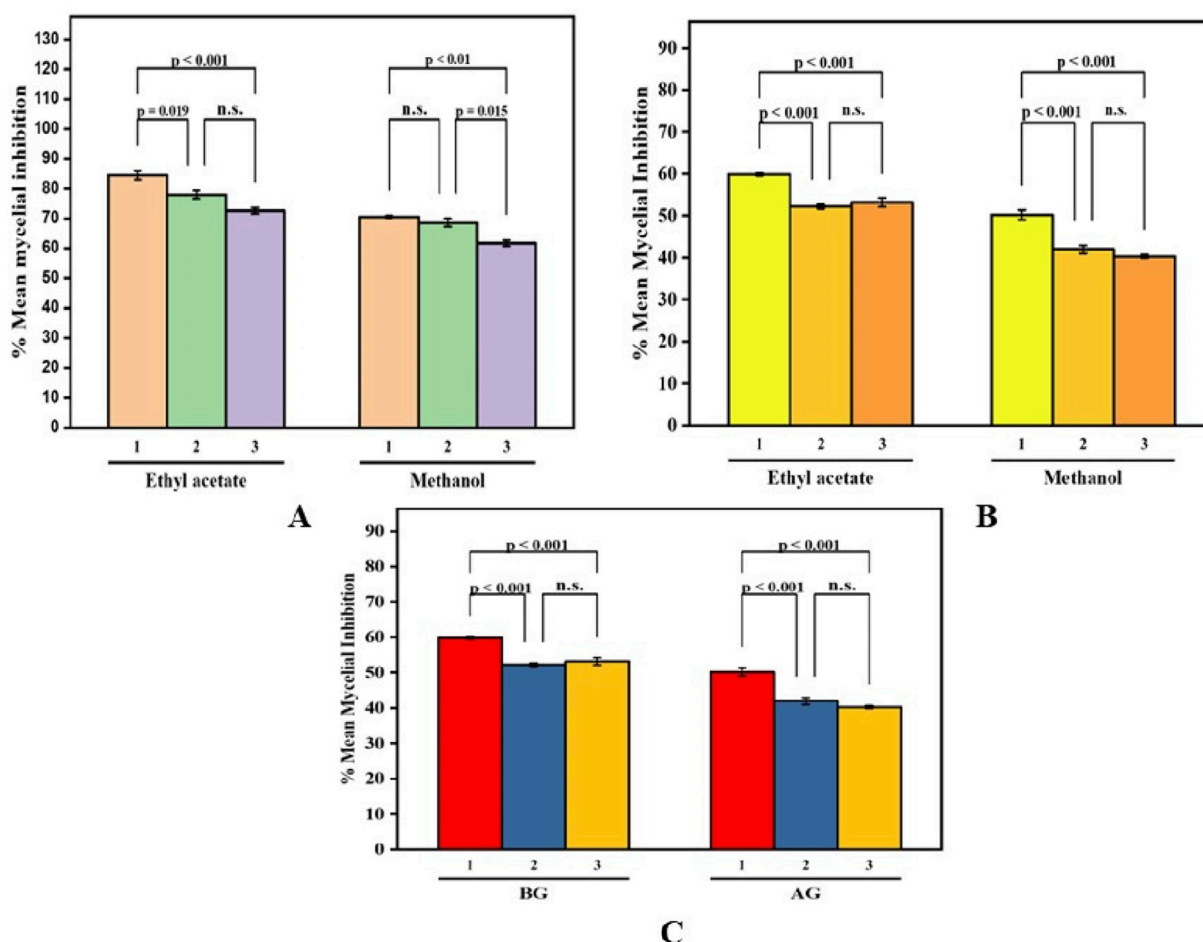 % Mean mycelial inhibition
130
120
110
100
90
80
70
60
50
40
30
20
10
0
p < 0.001
p = 0.019
n.s.
p < 0.01
n.s.
p = 0.015
1 2 3 1 2 3
Ethyl acetate Methanol
A
% Mean Mycelial Inhibition
90
80
70
60
50
40
30
20
10
0
p < 0.001
p < 0.001
n.s.
p < 0.001
p < 0.001
n.s.
1 2 3 1 2 3
Ethyl acetate Methanol
B
% Mean Mycelial Inhibition
90
80
70
60
50
40
30
20
10
0
p < 0.001
p < 0.001
n.s.
p < 0.001
p < 0.001
n.s.
1 2 3 1 2 3
BG AG
C